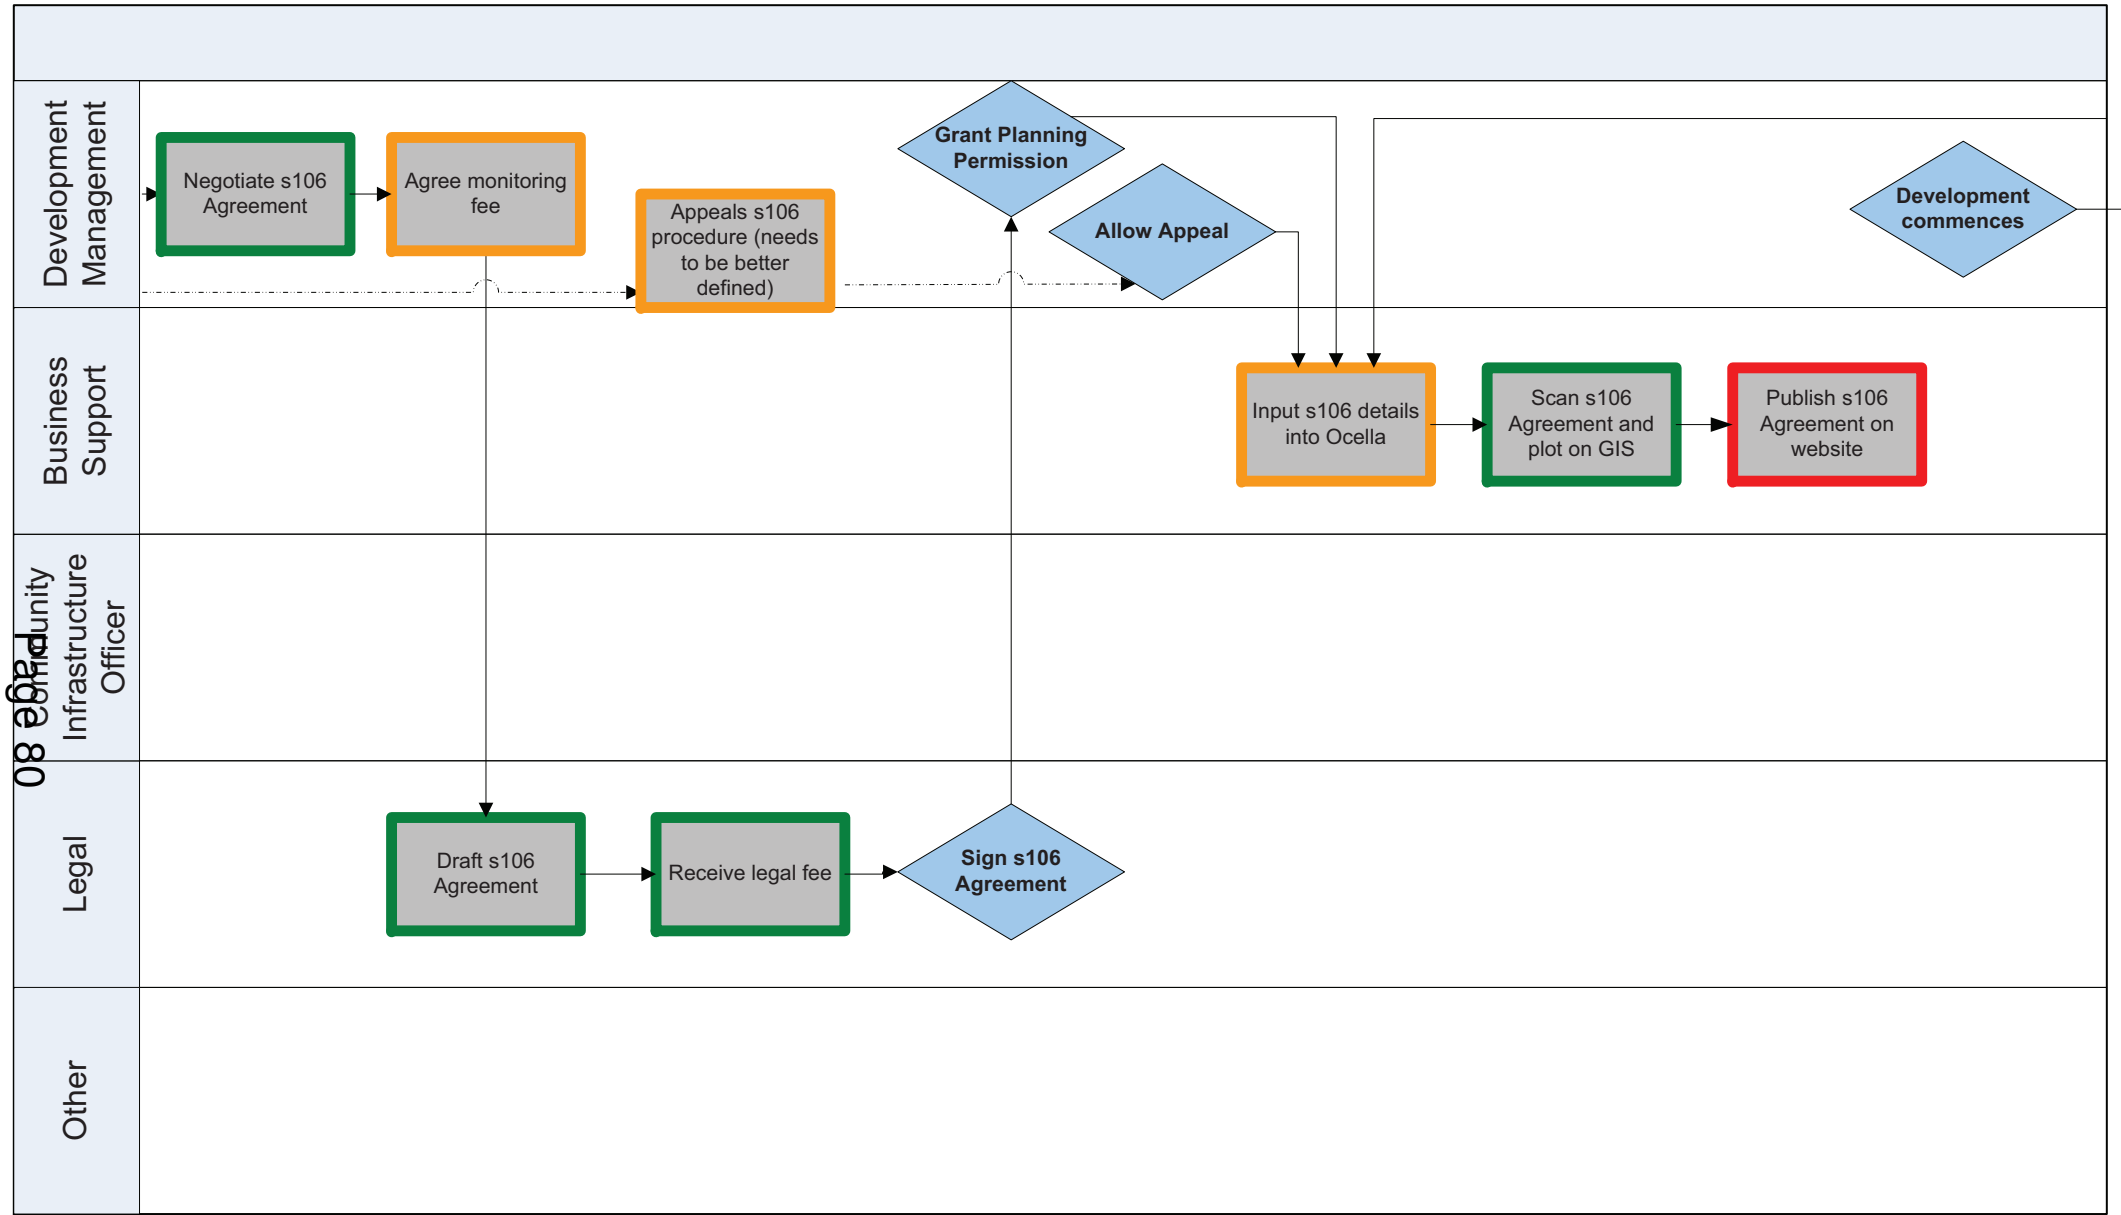 Development
Management
Negotiate s106
Agreement
Agree monitoring
fee
Appeals s106
procedure (needs
to be better
defined)
Grant Planning
Permission
Allow Appeal
Development
commences
Business
Support
Input s106 details
into Ocella
Scan s106
Agreement and
plot on GIS
Publish s106
Agreement on
website
Community
Infrastructure
Officer
Page 80
Legal
Draft s106
Agreement
Receive legal fee
Sign s106
Agreement
Other